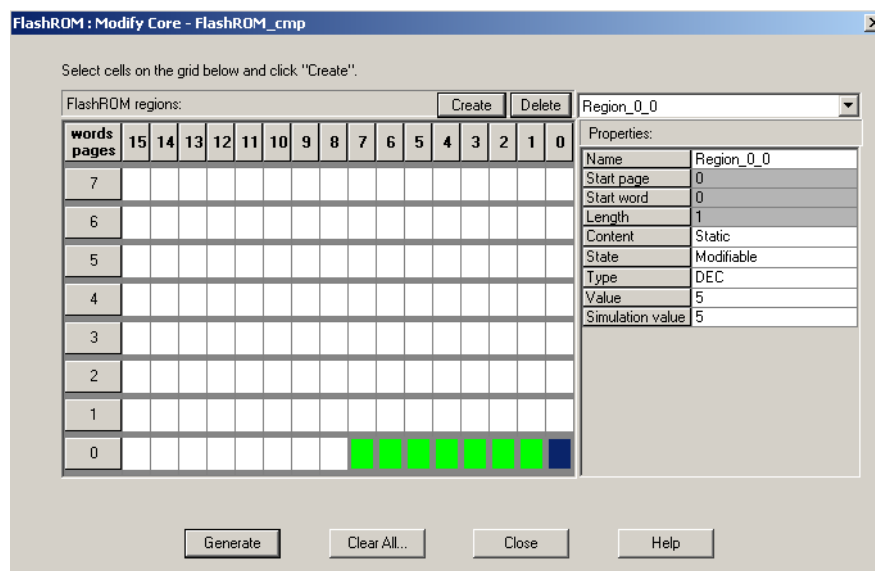 FlashROM : Modify Core - FlashROM_cmp
Select cells on the grid below and click "Create".
FlashROM regions: Create Delete
words pages 15 14 13 12 11 10 9 8 7 6 5 4 3 2 1 0
7
6
5
4
3
2
1
0
Region_0_0
Properties:
Name Region_0_0
Start page 0
Start word 0
Length 1
Content Static
State Modifiable
Type DEC
Value 5
Simulation value 5
Generate Clear All... Close Help